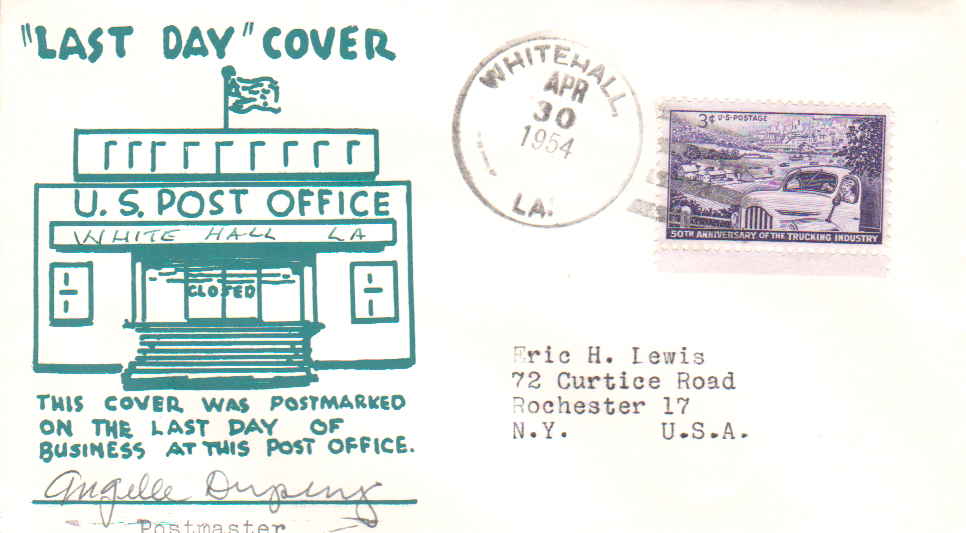 "LAST DAY" COVER
U.S. POST OFFICE
WHITE HALL LA
CLOSED
THIS COVER WAS POSTMARKED
ON THE LAST DAY OF
BUSINESS AT THIS POST OFFICE.
Angelle
Postmaster
WHITEHALL,
APR
30
1954
LA.
3¢ U·S·POSTAGE
50TH ANNIVERSARY OF THE TRUCKING INDUSTRY
Eric H. Lewis
72 Curtice Road
Rochester 17
N.Y. U.S.A.